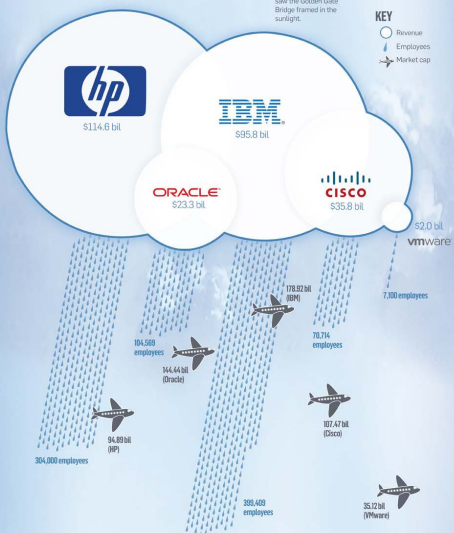 saw the Golden Gate
Bridge framed in the
sunlight.
KEY
Revenue
Employees
Market cap
hp
$114.6 bil
IBM®
$95.8 bil
ORACLE®
$23.3 bil
CISCO
$35.8 bil
$2.0 bil
vmware
178.92 bil
(IBM)
7,100 employees
104,569
employees
70,714
employees
144.44 bil
(Oracle)
107.47 bil
(Cisco)
94.89 bil
(HP)
304,000 employees
399,409
employees
35.12 bil
(VMware)